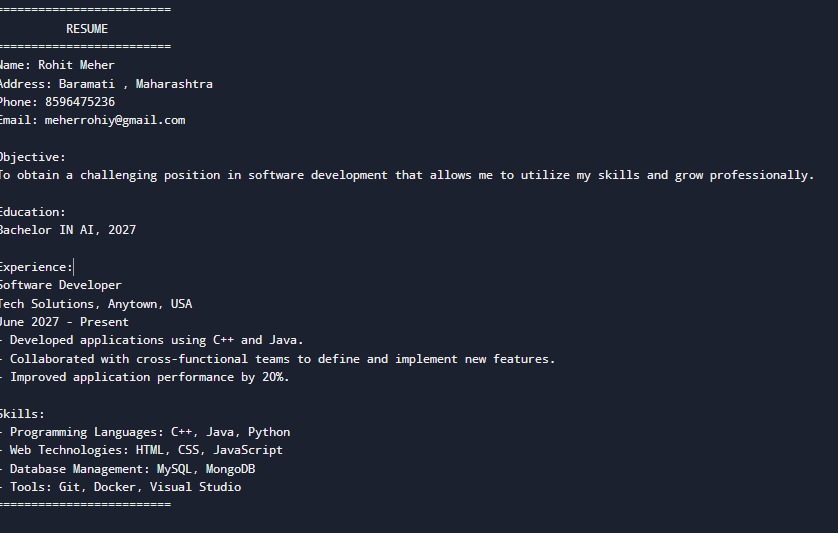 =========================
RESUME
=========================
Name: Rohit Meher
Address: Baramati , Maharashtra
Phone: 8596475236
Email: meherrohiy@gmail.com
Objective:
To obtain a challenging position in software development that allows me to utilize my skills and grow professionally.
Education:
Bachelor IN AI, 2027
Experience:
Software Developer
Tech Solutions, Anytown, USA
June 2027 - Present
- Developed applications using C++ and Java.
- Collaborated with cross-functional teams to define and implement new features.
- Improved application performance by 20%.
Skills:
- Programming Languages: C++, Java, Python
- Web Technologies: HTML, CSS, JavaScript
- Database Management: MySQL, MongoDB
- Tools: Git, Docker, Visual Studio
=========================